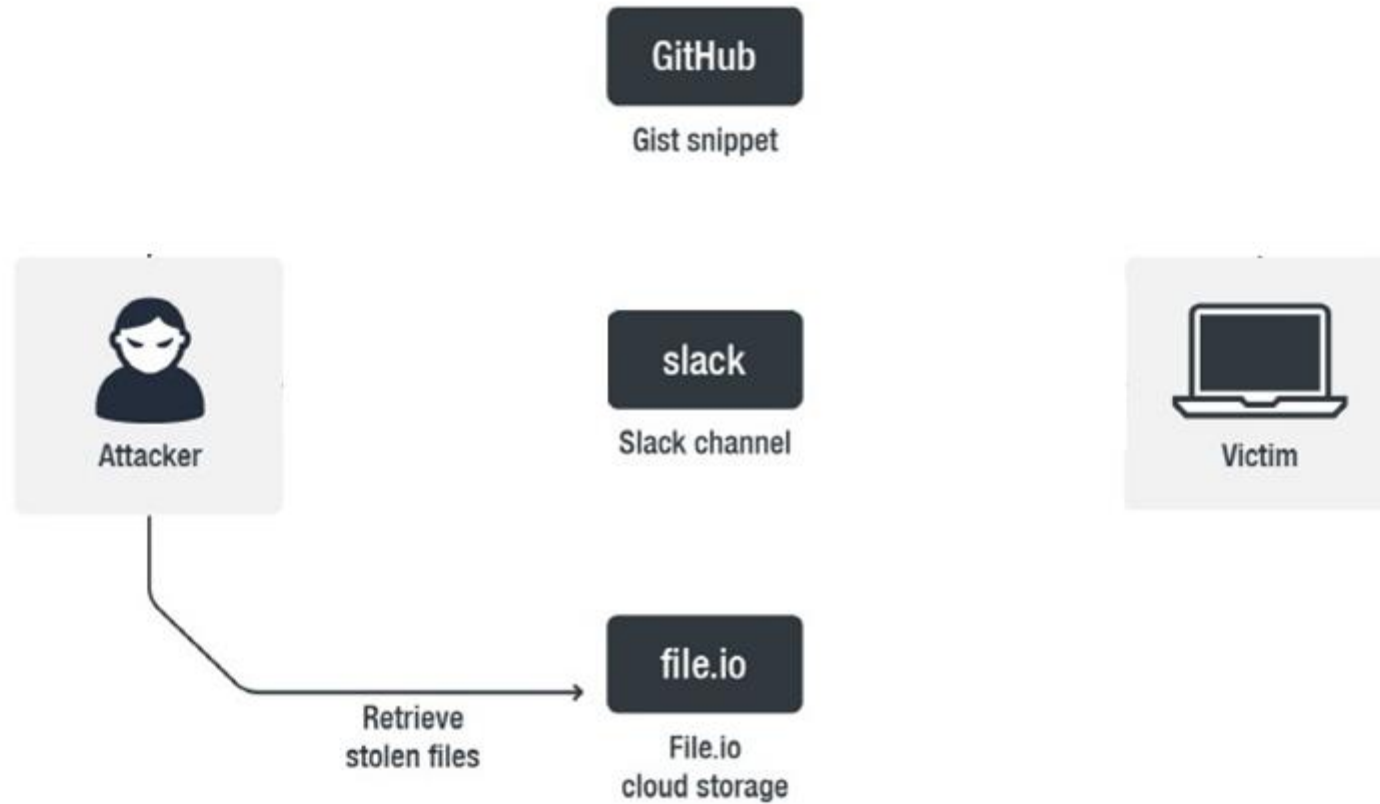 GitHub
Gist snippet
Attacker
slack
Slack channel
Victim
Retrieve
stolen files
file.io
File.io
cloud storage